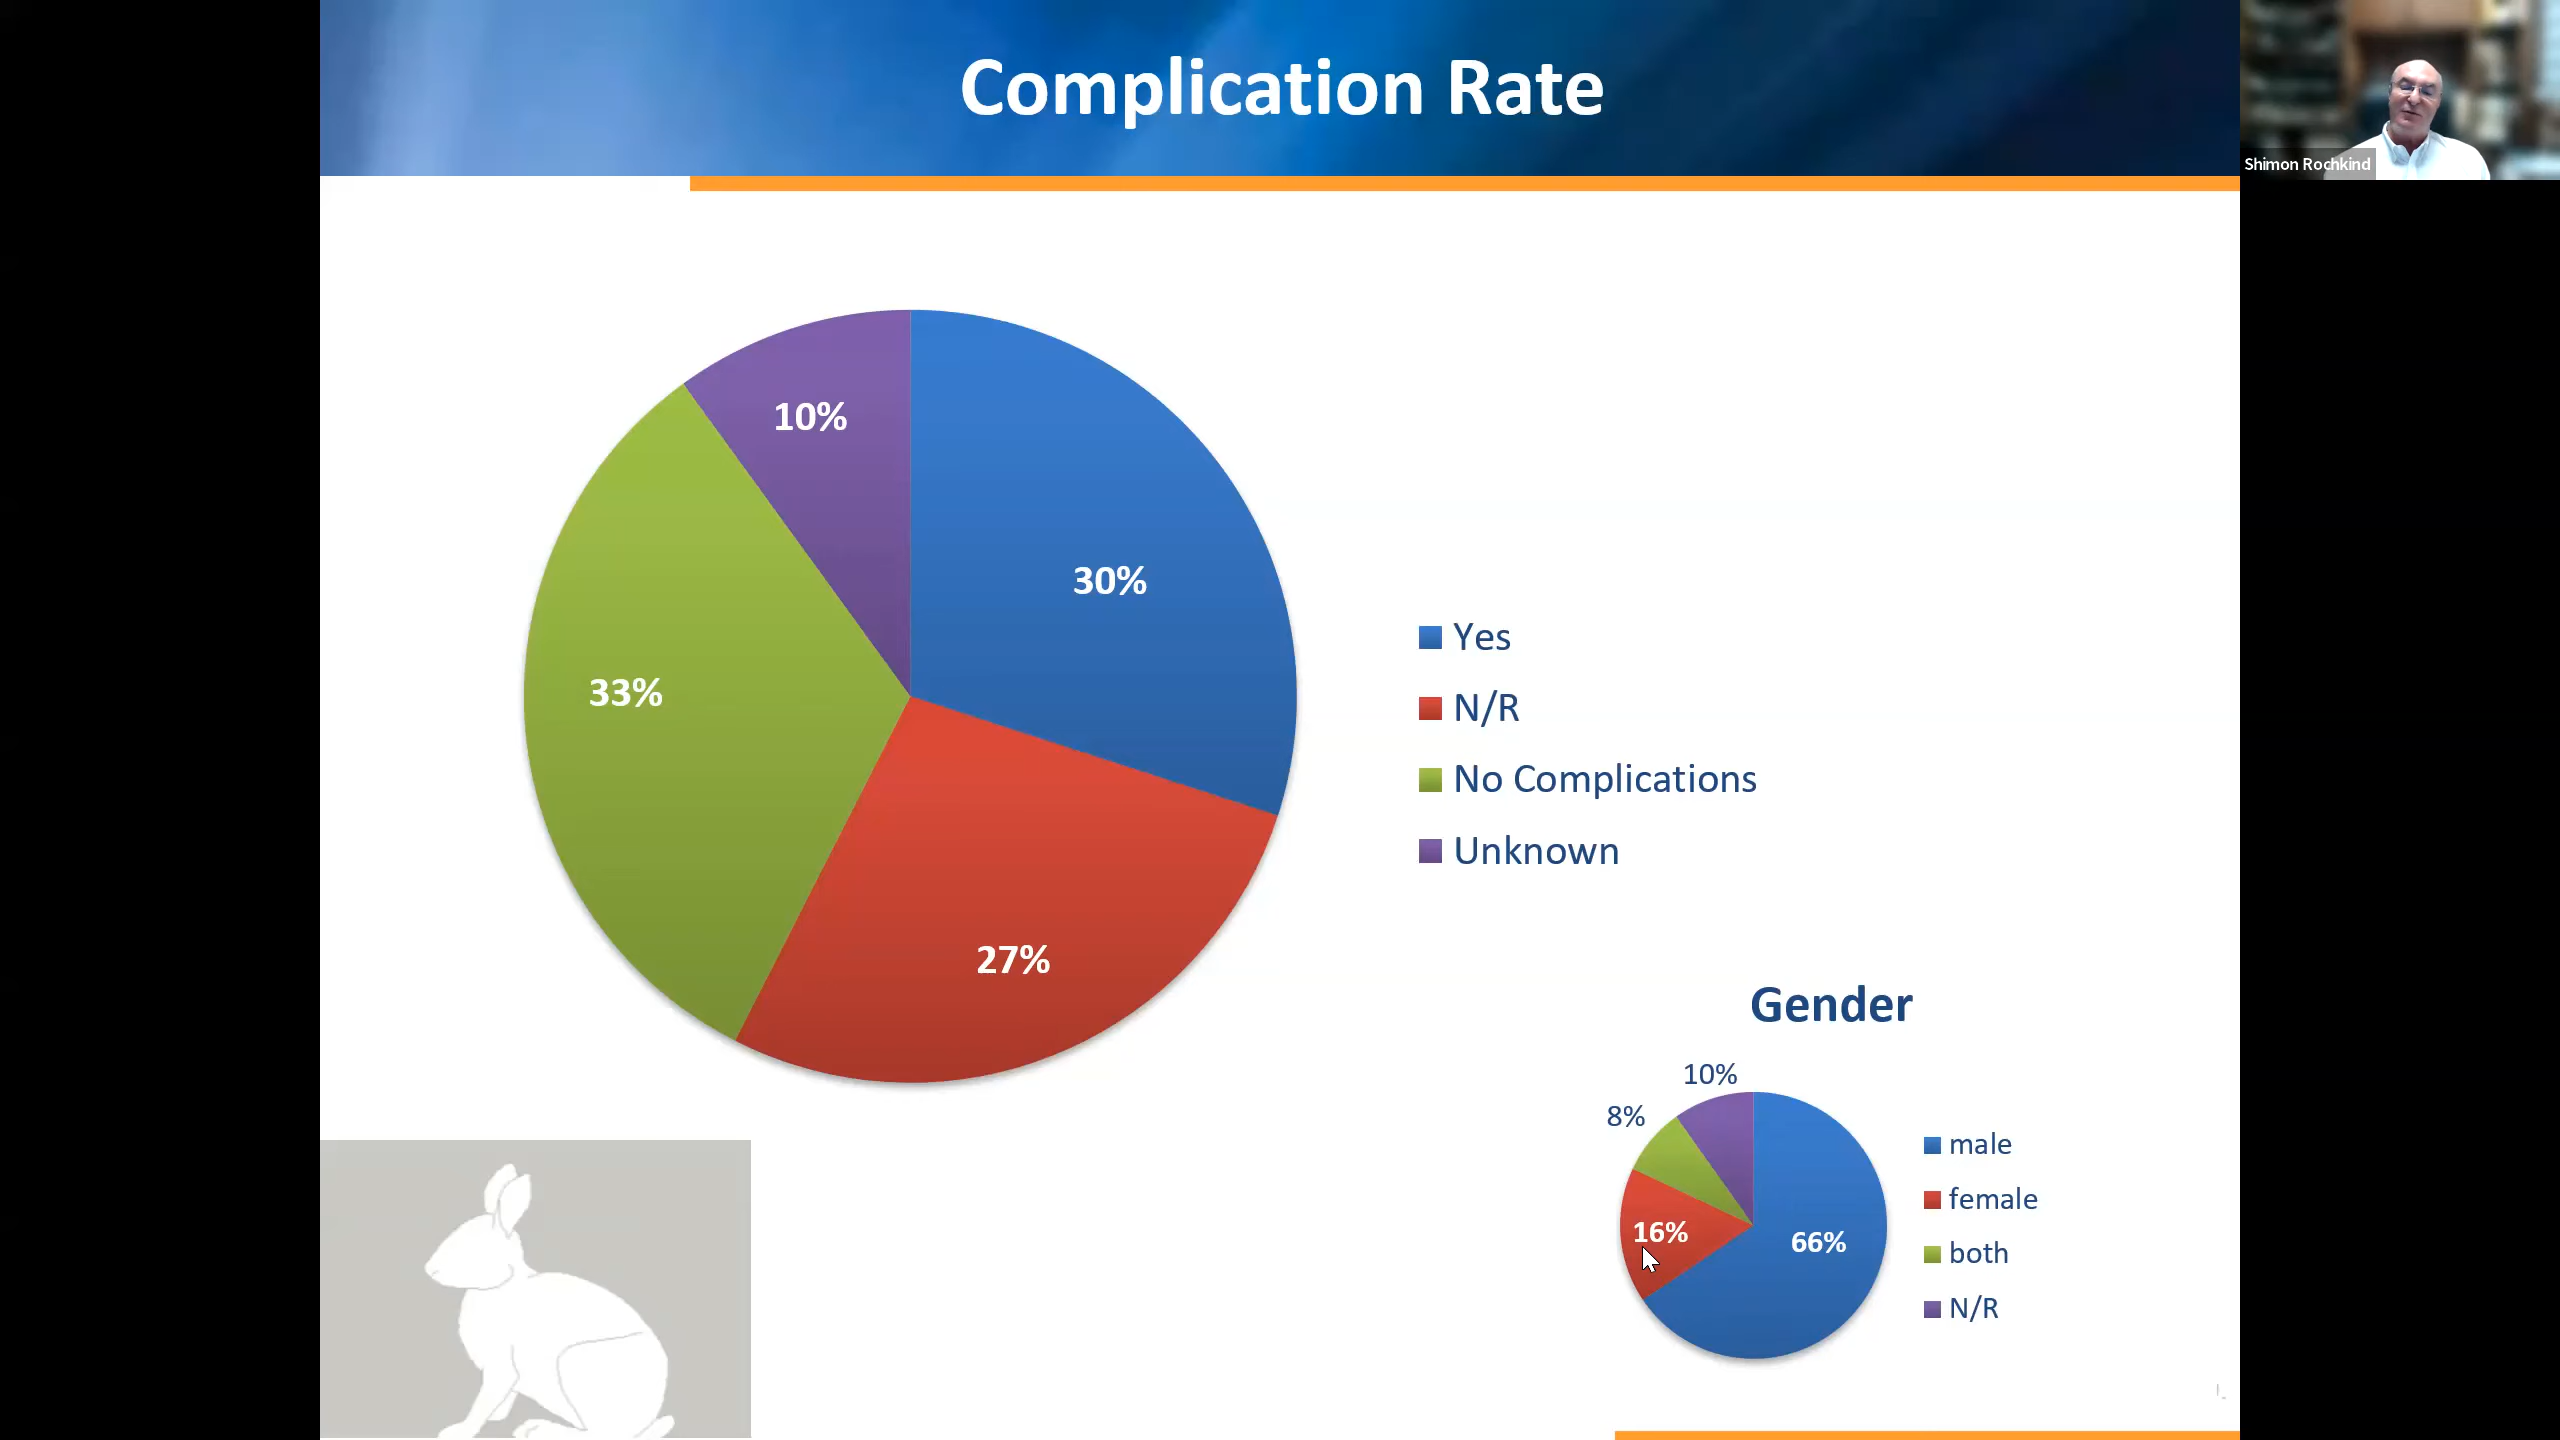 Complication Rate
Shimon Rochkind
10%
30%
33%
27%
Yes
N/R
No Complications
Unknown
Gender
10%
8%
16%
66%
male
female
both
N/R